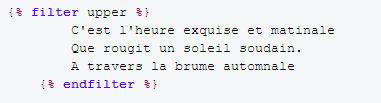 {% filter upper %}
C'est l'heure exquise et matinale
Que rougit un soleil soudain.
A travers la brume automnale
{% endfilter %}